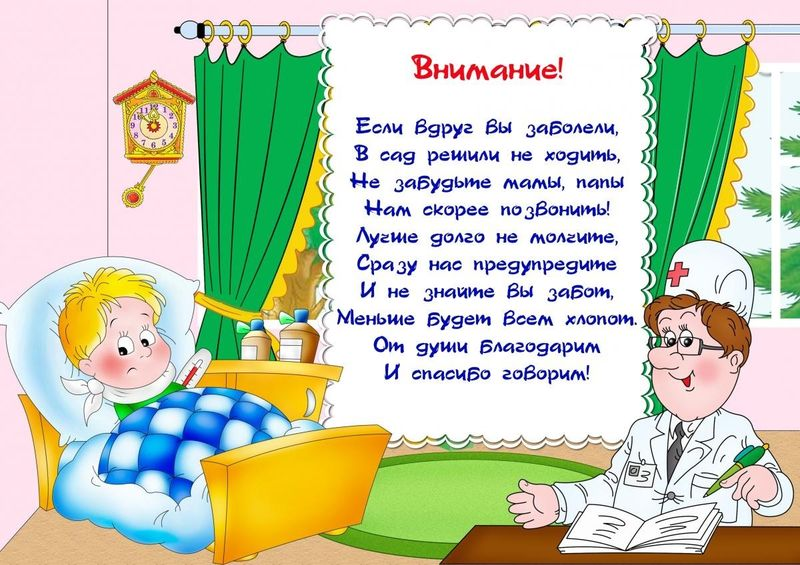 Внимание!
Если вдруг вы заболели,
В сад решили не ходить,
Не забудьте мамы, папы
Нам скорее позвонить!
Лучше долго не молчите,
Сразу нас предупредите
И не знайте вы забот,
Меньше будет всем хлопот.
От души благодарим
И спасибо говорим!